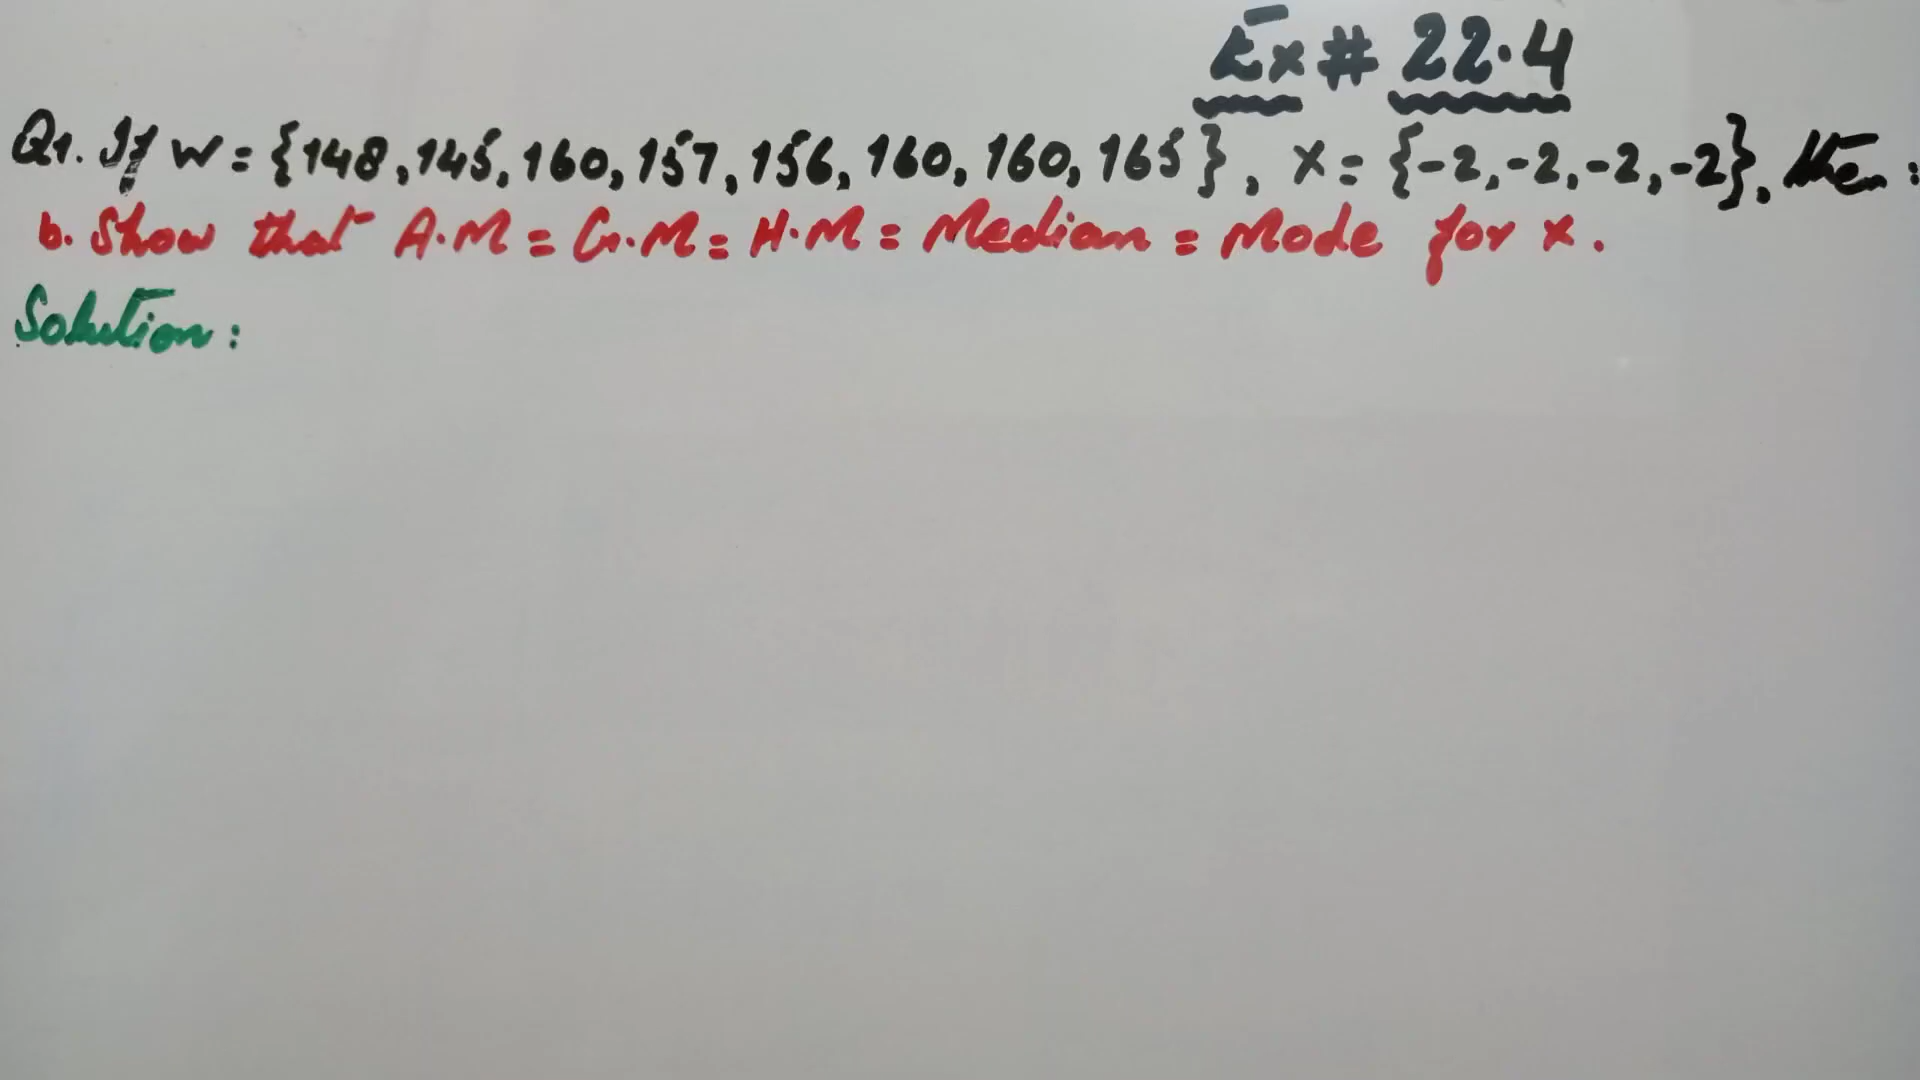 Ex # 22.4
Q1. If W = {148, 145, 160, 157, 156, 160, 160, 165}, X = {-2, -2, -2, -2}, then :
b. Show that A.M = G.M = H.M = Median = Mode for X.
Solution :